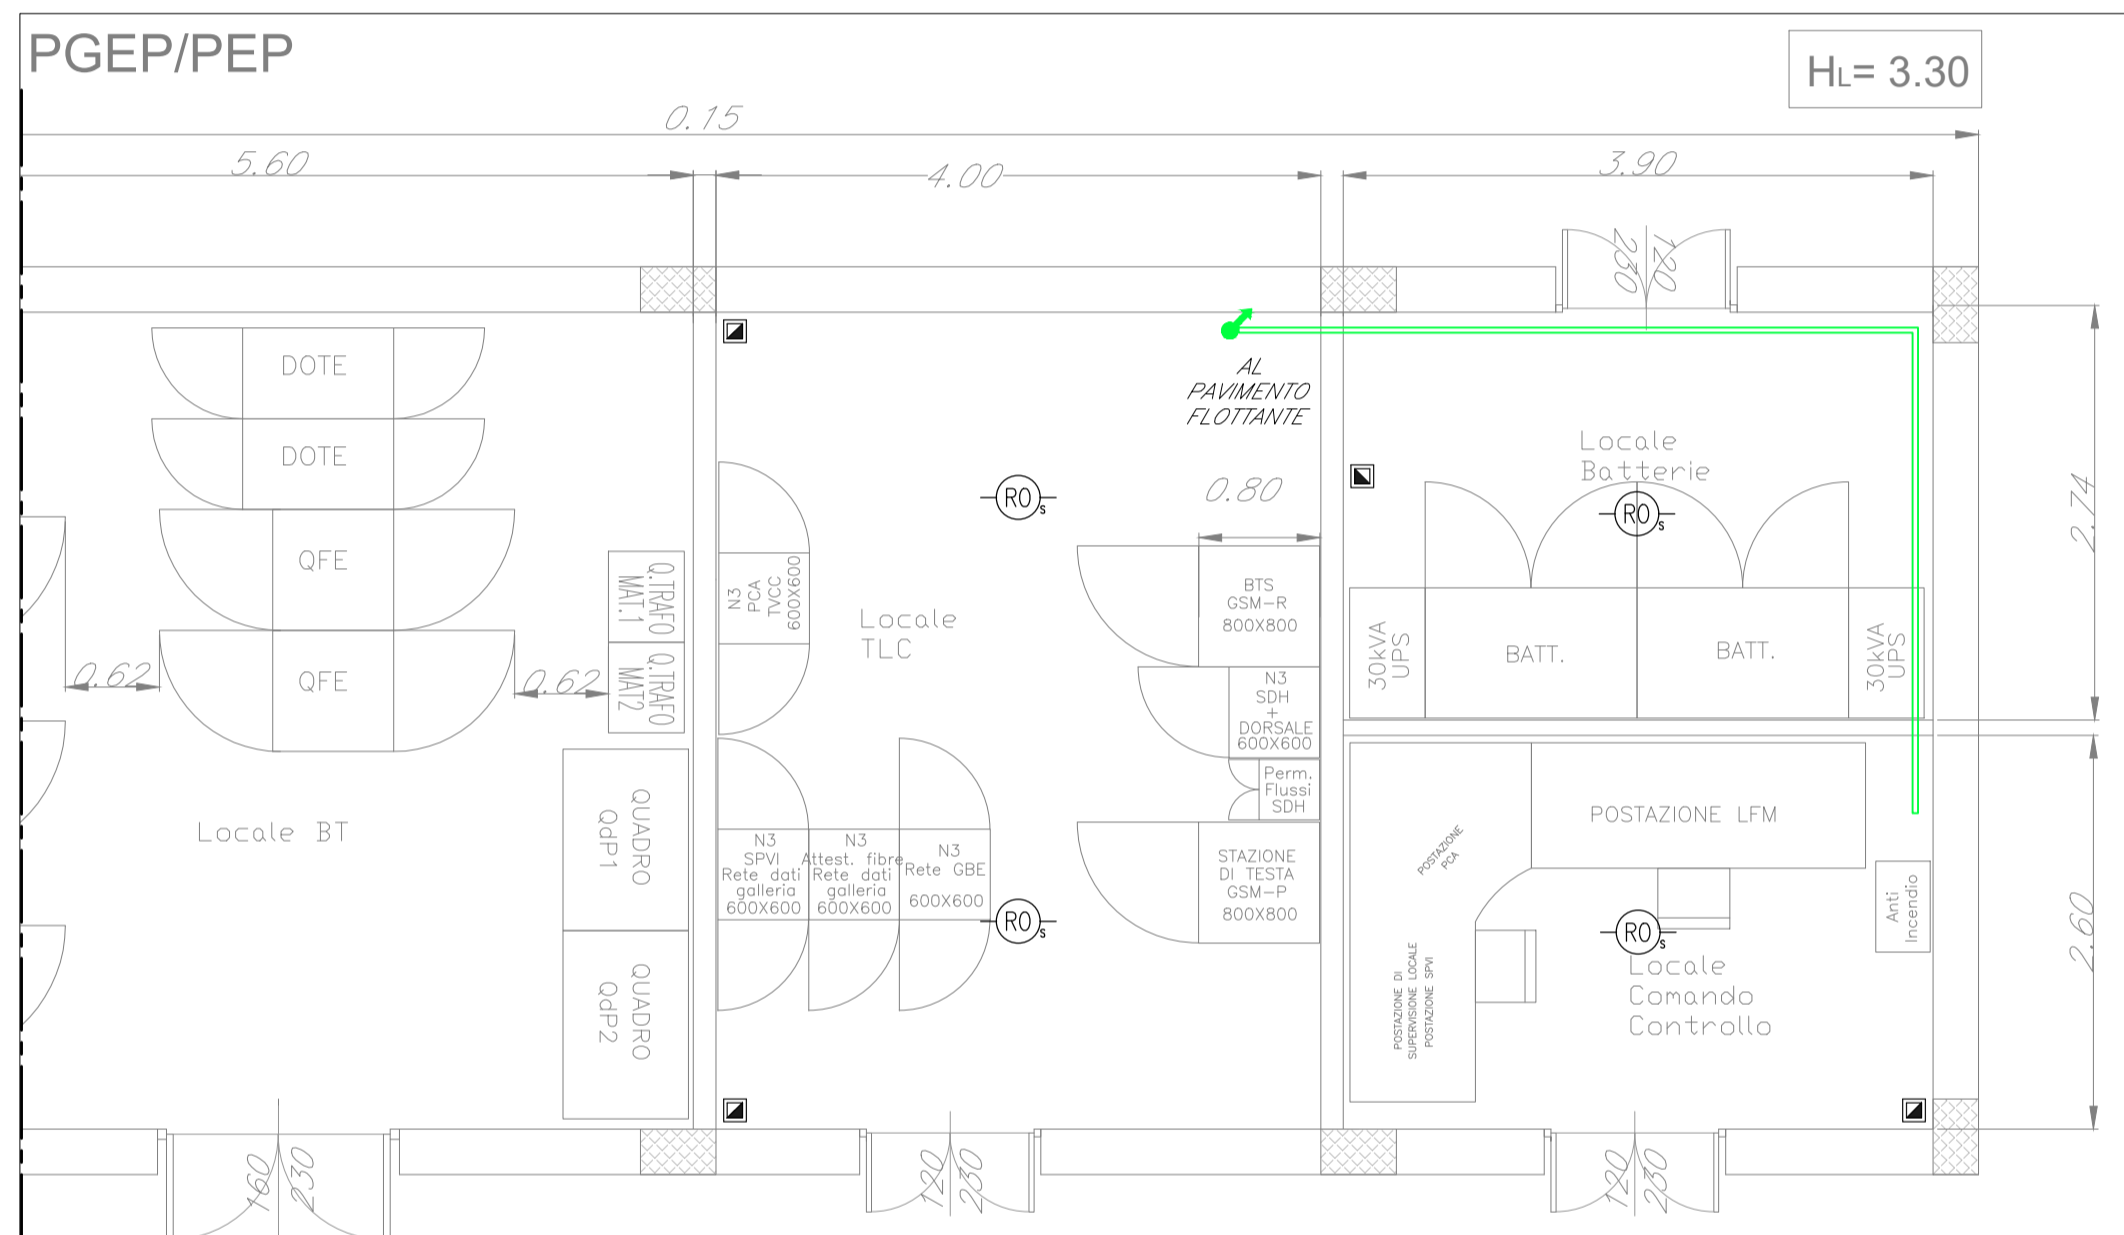 PGEP/PEP
HL= 3.30
0.15
5.60
4.00
3.90
230
120
DOTE
DOTE
QFE
QFE
0.62
0.62
Q.TRAFO
MAT.1
Q.TRAFO
MAT2
QUADRO
QdP1
QUADRO
QdP2
Locale BT
160
230
AL
PAVIMENTO
FLOTTANTE
R0s
0.80
N3
PCA
TVCC
600X600
Locale
TLC
BTS
GSM-R
800X800
N3
SDH
+
DORSALE
600X600
Perm.
Flussi
SDH
N3
SPVI
Rete dati
galleria
600X600
N3
Attest. fibre
Rete dati
galleria
600X600
N3
Rete GBE
600X600
R0s
STAZIONE
DI TESTA
GSM-P
800X800
120
230
Locale
Batterie
R0s
30kVA
UPS
BATT.
BATT.
30kVA
UPS
2.74
POSTAZIONE LFM
POSTAZIONE
PCA
Anti
Incendio
R0s
POSTAZIONE DI
SUPERVISIONE LOCALE
POSTAZIONE SPVI
Locale
Comando
Controllo
2.60
120
230